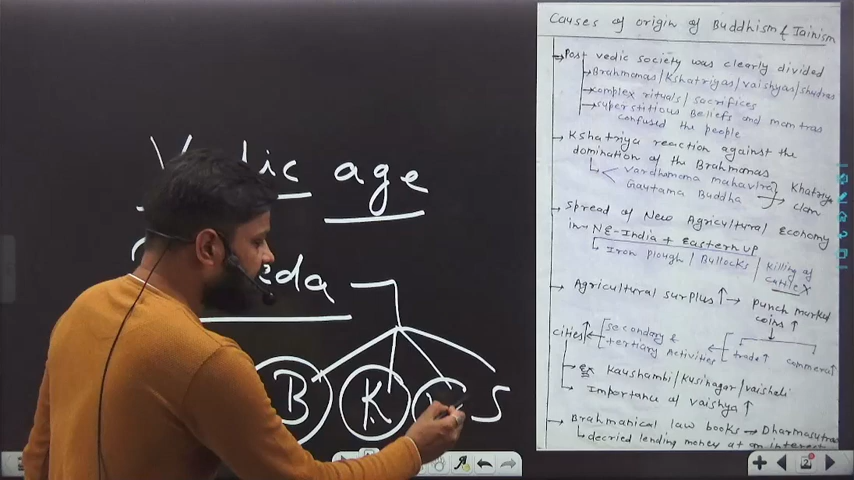 age
B K S
Causes of origin of Buddhism & Jainism
Post vedic society was clearly divided
Brahmanas/Kshatriyas/vaishyas/shudras
complex rituals/sacrifices
superstitious Beliefs and mantras
confused the people
Kshatriya reaction against the
domination of the Brahmanas
Vardhamana mahavira
Gautama Buddha
Khatriya
clan
Spread of New Agricultural Economy
in NE-India + Eastern UP
Iron plough / Bullocks / Killing of
cattle X
Agricultural surplus ↑ → punch marked
coins ↑
cities ↑ ← secondary &
tertiary Activities ← trade ↑ commerce ↑
Ex Kaushambi/Kusinagar/vaisheli
Importance of vaishya ↑
Brahmanical law books → Dharmasutras
decried lending money at an interest
2